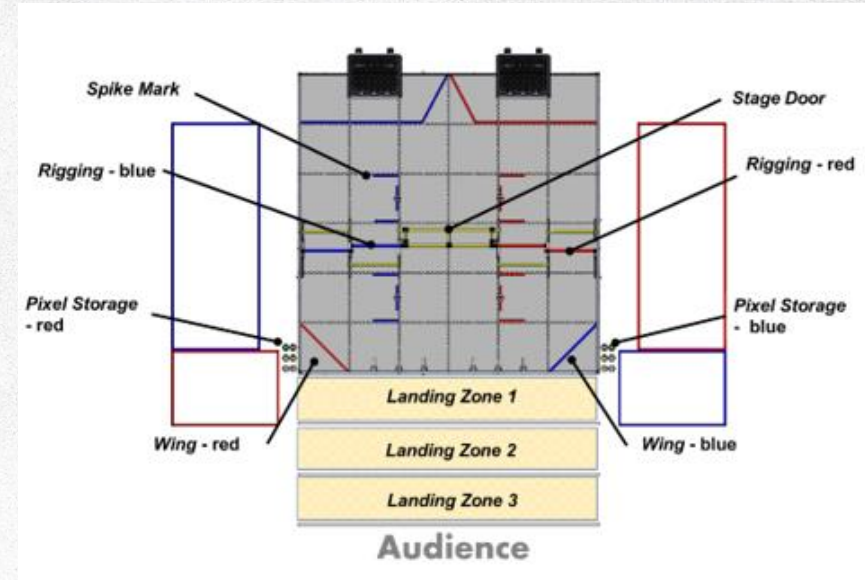 Spike Mark
Stage Door
Rigging - blue
Rigging - red
Pixel Storage
- red
Pixel Storage
- blue
Landing Zone 1
Wing - red
Wing - blue
Landing Zone 2
Landing Zone 3
Audience